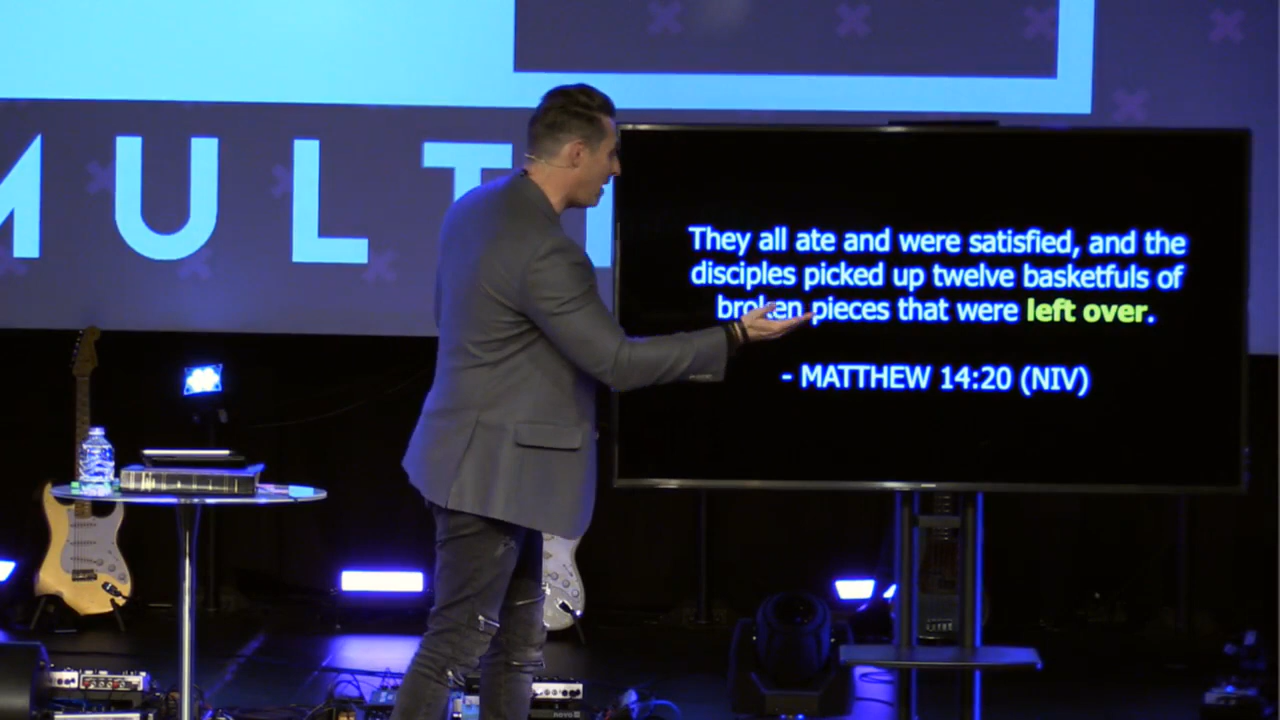 MULT
They all ate and were satisfied, and the
disciples picked up twelve basketfuls of
broken pieces that were left over.
- MATTHEW 14:20 (NIV)